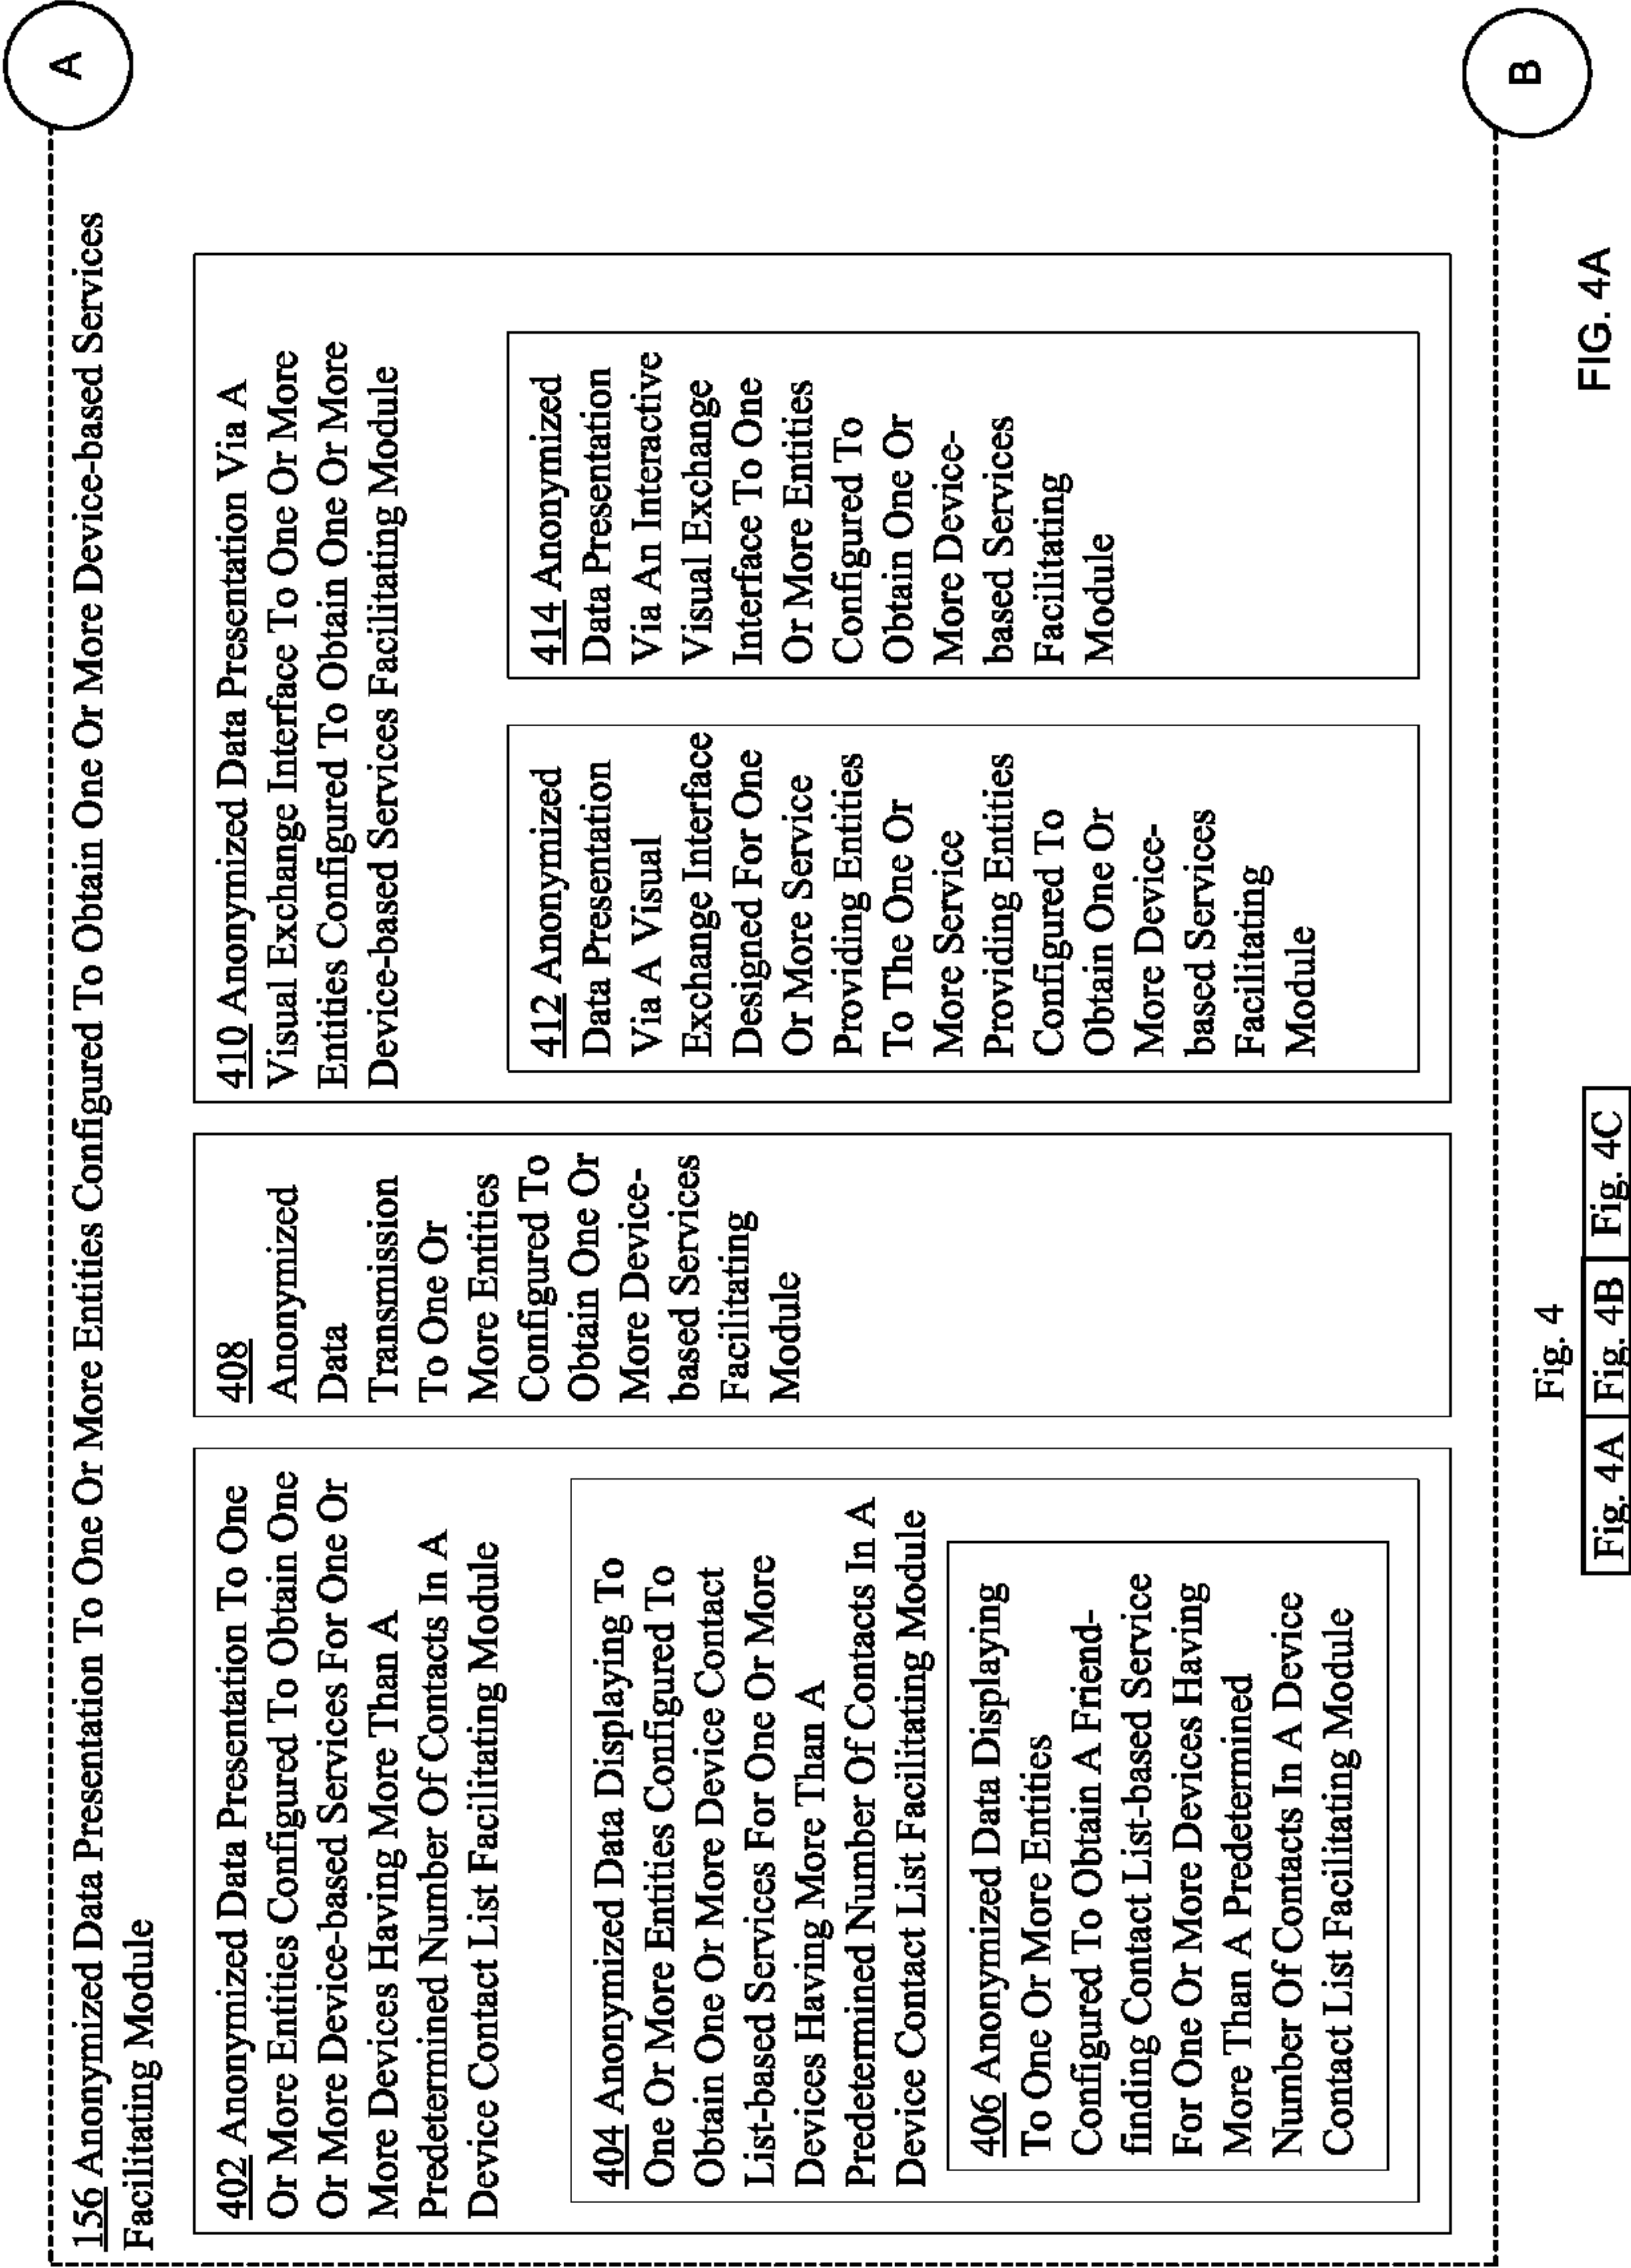 A
156 Anonymized Data Presentation To One Or More Entities Configured To Obtain One Or More Device-based Services
Facilitating Module
402 Anonymized Data Presentation To One
Or More Entities Configured To Obtain One
Or More Device-based Services For One Or
More Devices Having More Than A
Predetermined Number Of Contacts In A
Device Contact List Facilitating Module
404 Anonymized Data Displaying To
One Or More Entities Configured To
Obtain One Or More Device Contact
List-based Services For One Or More
Devices Having More Than A
Predetermined Number Of Contacts In A
Device Contact List Facilitating Module
406 Anonymized Data Displaying
To One Or More Entities
Configured To Obtain A Friend-
finding Contact List-based Service
For One Or More Devices Having
More Than A Predetermined
Number Of Contacts In A Device
Contact List Facilitating Module
408
Anonymized
Data
Transmission
To One Or
More Entities
Configured To
Obtain One Or
More Device-
based Services
Facilitating
Module
410 Anonymized Data Presentation Via A
Visual Exchange Interface To One Or More
Entities Configured To Obtain One Or More
Device-based Services Facilitating Module
412 Anonymized
Data Presentation
Via A Visual
Exchange Interface
Designed For One
Or More Service
Providing Entities
To The One Or
More Service
Providing Entities
Configured To
Obtain One Or
More Device-
based Services
Facilitating
Module
414 Anonymized
Data Presentation
Via An Interactive
Visual Exchange
Interface To One
Or More Entities
Configured To
Obtain One Or
More Device-
based Services
Facilitating
Module
B
Fig. 4
Fig. 4A Fig. 4B Fig. 4C
FIG. 4A